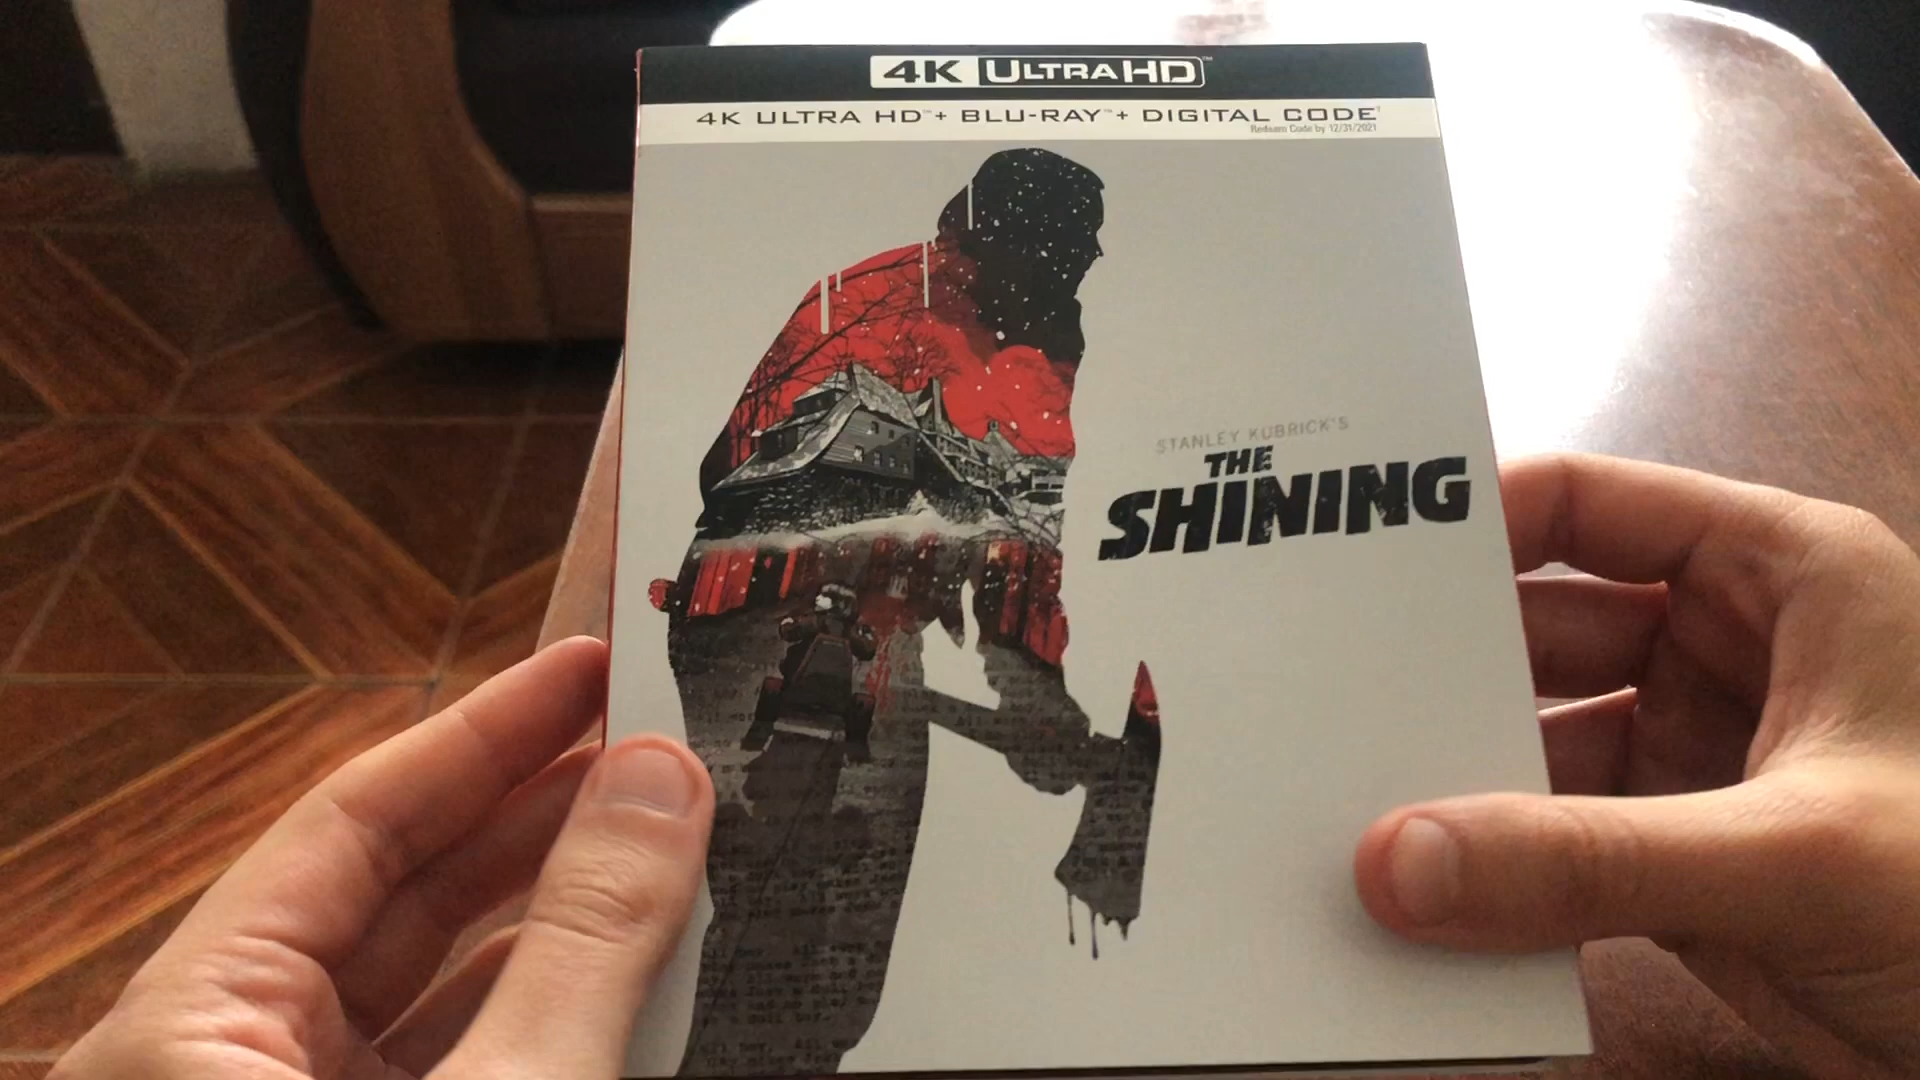 4K ULTRA HD™
4K ULTRA HD™ + BLU-RAY™ + DIGITAL CODE†
Redeem Code by 12/31/2021
STANLEY KUBRICK'S
THE
SHINING